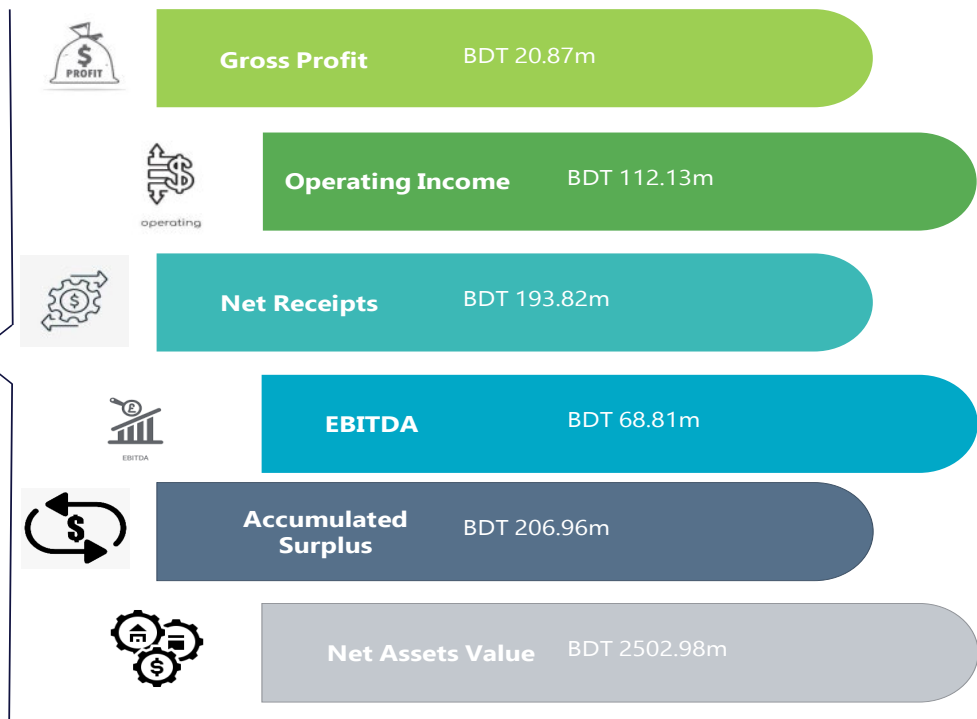 $
PROFIT
Gross Profit BDT 20.87m
$
operating
Operating Income BDT 112.13m
$
Net Receipts BDT 193.82m
£
EBITDA
EBITDA BDT 68.81m
$
Accumulated
Surplus
BDT 206.96m
$
Net Assets Value BDT 2502.98m